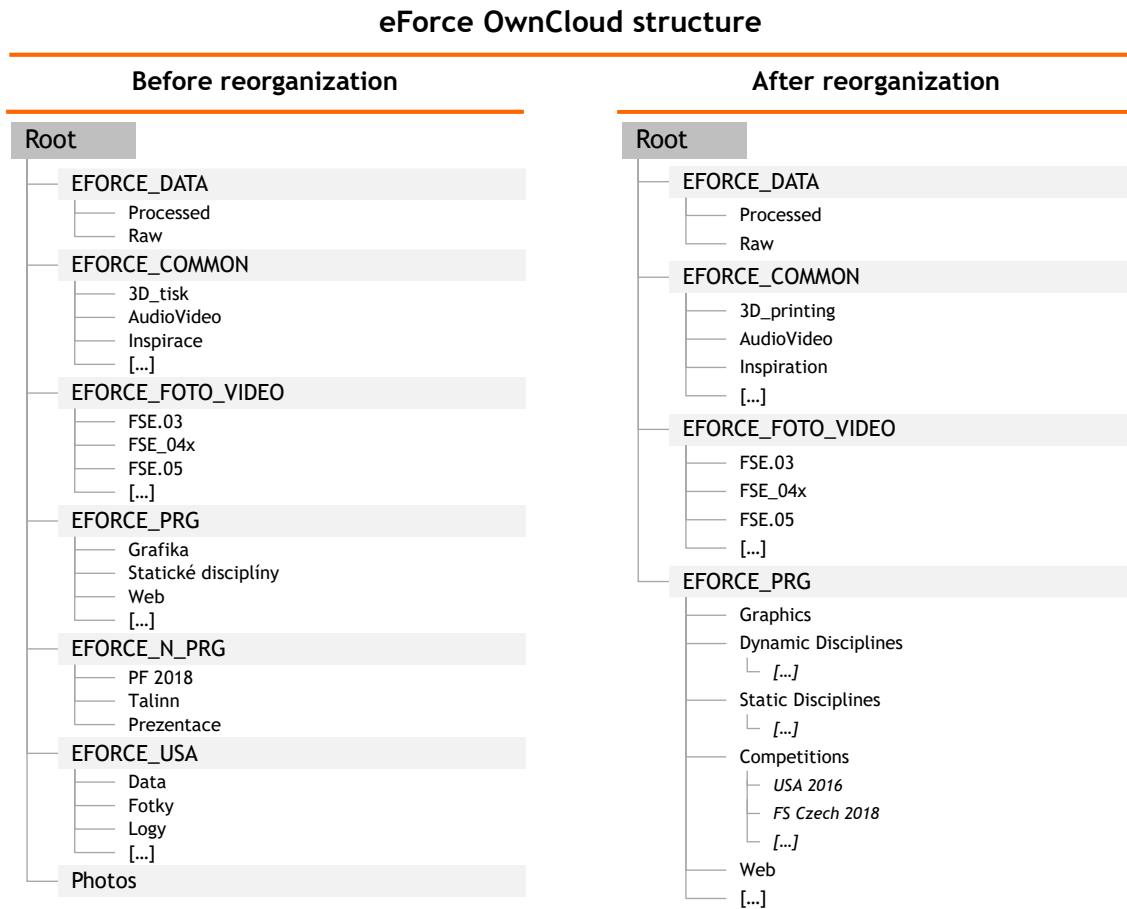 eForce OwnCloud structure
Before reorganization
Root
EFORCE_DATA
Processed
Raw
EFORCE_COMMON
3D_tisk
AudioVideo
Inspirace
[…]
EFORCE_FOTO_VIDEO
FSE.03
FSE_04x
FSE.05
[…]
EFORCE_PRG
Grafika
Statické disciplíny
Web
[…]
EFORCE_N_PRG
PF 2018
Talinn
Prezentace
EFORCE_USA
Data
Fotky
Logy
[…]
Photos
After reorganization
Root
EFORCE_DATA
Processed
Raw
EFORCE_COMMON
3D_printing
AudioVideo
Inspiration
[…]
EFORCE_FOTO_VIDEO
FSE.03
FSE_04x
FSE.05
[…]
EFORCE_PRG
Graphics
Dynamic Disciplines
[…]
Static Disciplines
[…]
Competitions
USA 2016
FS Czech 2018
[…]
Web
[…]